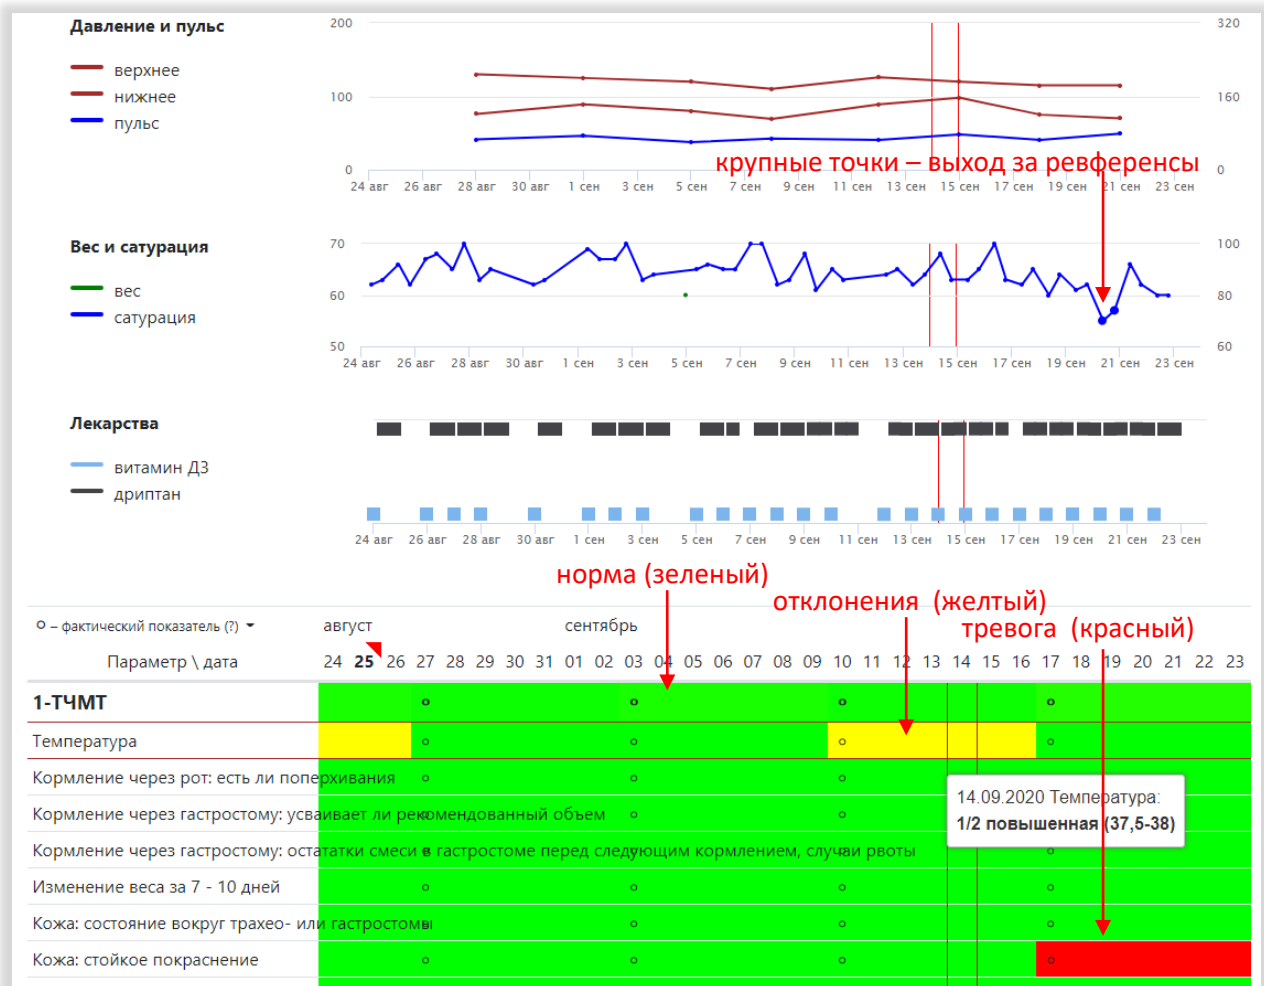 Давление и пульс
верхнее
нижнее
пульс
200
100
0
320
160
0
24 авг 26 авг 28 авг 30 авг 1 сен 3 сен 5 сен 7 сен 9 сен 11 сен 13 сен 15 сен 17 сен 19 сен 21 сен 23 сен
крупные точки – выход за ревференсы
Вес и сатурация
вес
сатурация
70
60
50
100
80
60
24 авг 26 авг 28 авг 30 авг 1 сен 3 сен 5 сен 7 сен 9 сен 11 сен 13 сен 15 сен 17 сен 19 сен 21 сен 23 сен
Лекарства
витамин Д3
дриптан
24 авг 26 авг 28 авг 30 авг 1 сен 3 сен 5 сен 7 сен 9 сен 11 сен 13 сен 15 сен 17 сен 19 сен 21 сен 23 сен
норма (зеленый)
отклонения (желтый)
тревога (красный)
o – фактический показатель (?)
август сентябрь
Параметр \ дата 24 25 26 27 28 29 30 31 01 02 03 04 05 06 07 08 09 10 11 12 13 14 15 16 17 18 19 20 21 22 23
1-ТЧМТ
Температура
Кормление через рот: есть ли поперхивания
14.09.2020 Температура:
1/2 повышенная (37,5-38)
Кормление через гастростому: усваивает ли рекомендованный объем
Кормление через гастростому: остататки смеси в гастростоме перед следующим кормлением, случаи рвоты
Изменение веса за 7 - 10 дней
Кожа: состояние вокруг трахео- или гастростомы
Кожа: стойкое покраснение